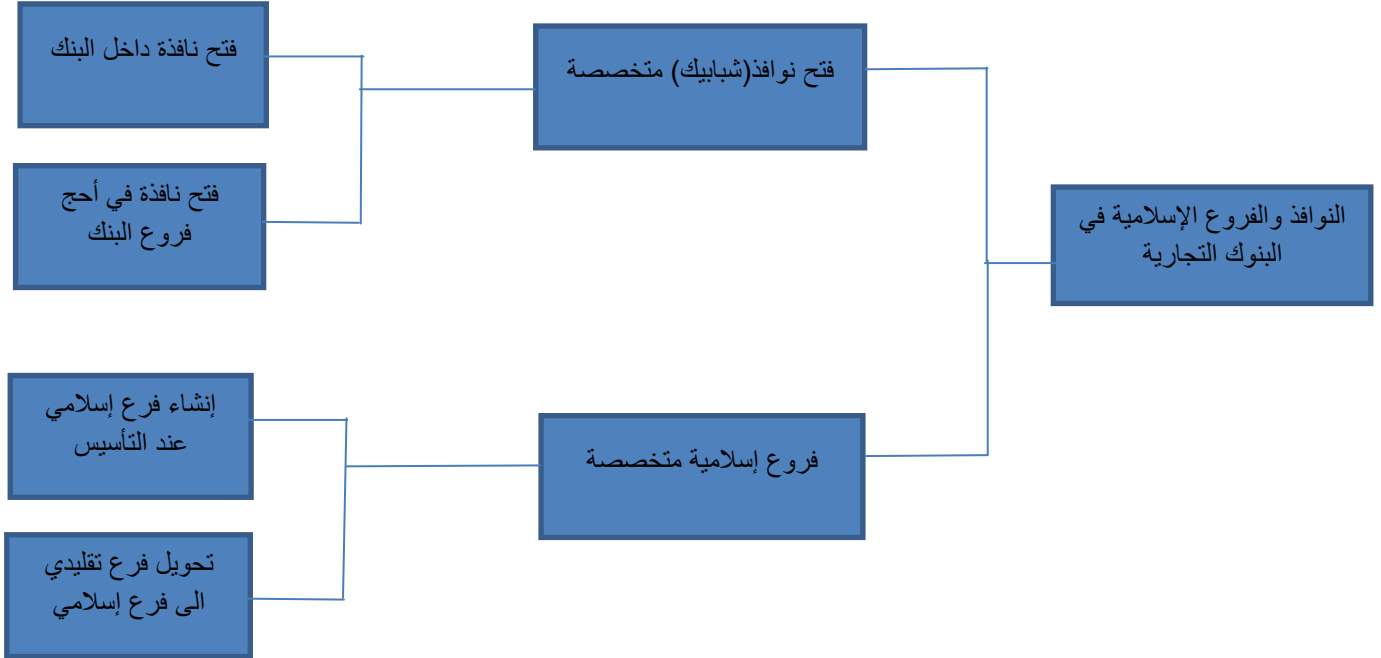 النوافذ والفروع الإسلامية في
البنوك التجارية
فتح نوافذ(شبابيك) متخصصة
فتح نافذة داخل البنك
فتح نافذة في أحج
فروع البنك
فروع إسلامية متخصصة
إنشاء فرع إسلامي
عند التأسيس
تحويل فرع تقليدي
الى فرع إسلامي